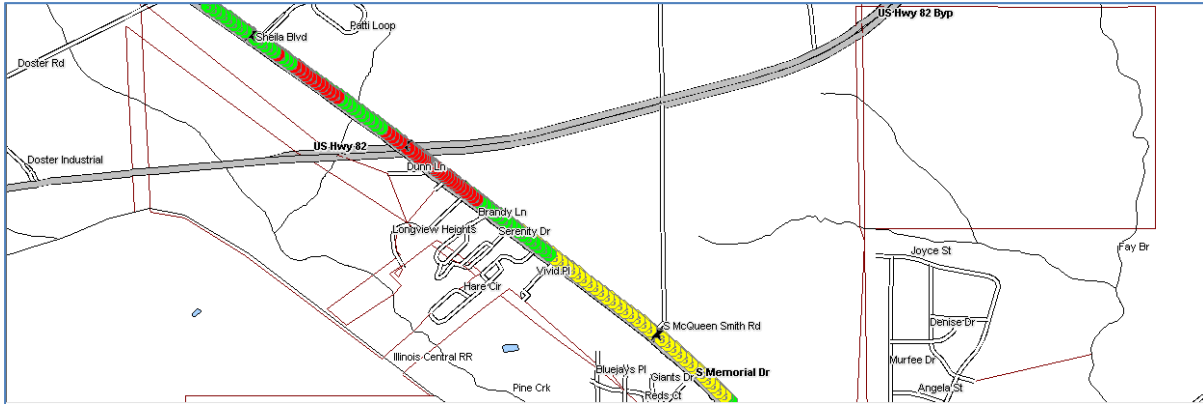 US Hwy 82 Byp
Patti Loop
Sheila Blvd
Doster Rd
US Hwy 82
Doster Industrial
Dunn Ln
Brandy Ln
Longview Heights
Serenity Dr
Joyce St
Fay Br
Vivid Pl
Hare Cir
Denise Dr
S McQueen Smith Rd
Illinois Central RR
Murfee Dr
Bluejays Pl
S Memorial Dr
Giants Dr
Pine Crk
Angela St
Reds Ct